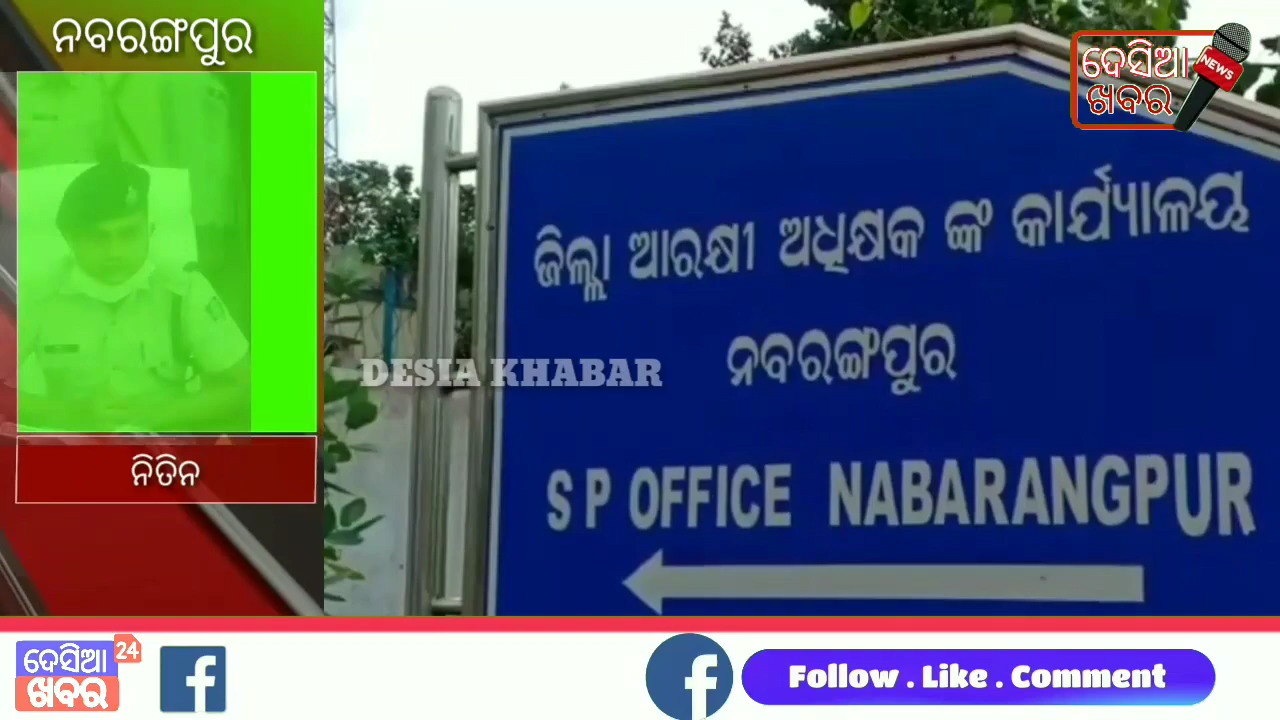 ନବରଙ୍ଗପୁର
ନିତିନ
ଦେସିଆ
ଖବର
NEWS
ଜିଲ୍ଲା ଆରକ୍ଷୀ ଅଧିକ୍ଷକ ଙ୍କ କାର୍ଯ୍ୟାଳୟ
ନବରଙ୍ଗପୁର
DESIA KHABAR
S P OFFICE NABARANGPUR
ଦେସିଆ 24
ଖବର
Follow . Like . Comment